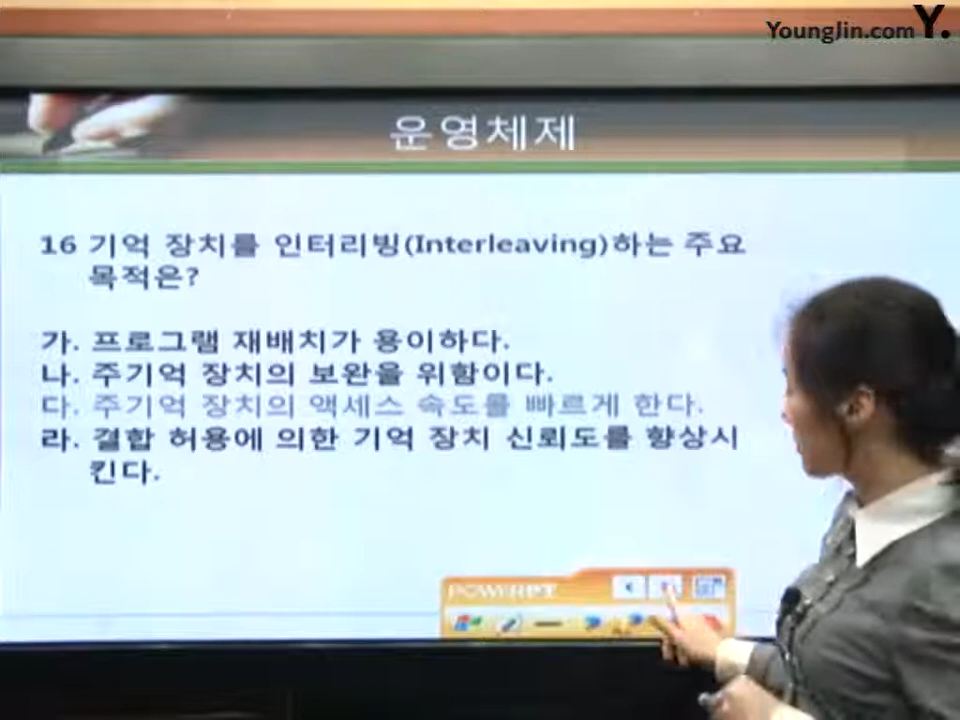 YoungJin.com Y.
운영체제
16 기억 장치를 인터리빙(Interleaving)하는 주요
목적은?
가. 프로그램 재배치가 용이하다.
나. 주기억 장치의 보완을 위함이다.
다. 주기억 장치의 액세스 속도를 빠르게 한다.
라. 결합 허용에 의한 기억 장치 신뢰도를 향상시
킨다.
POWERPT